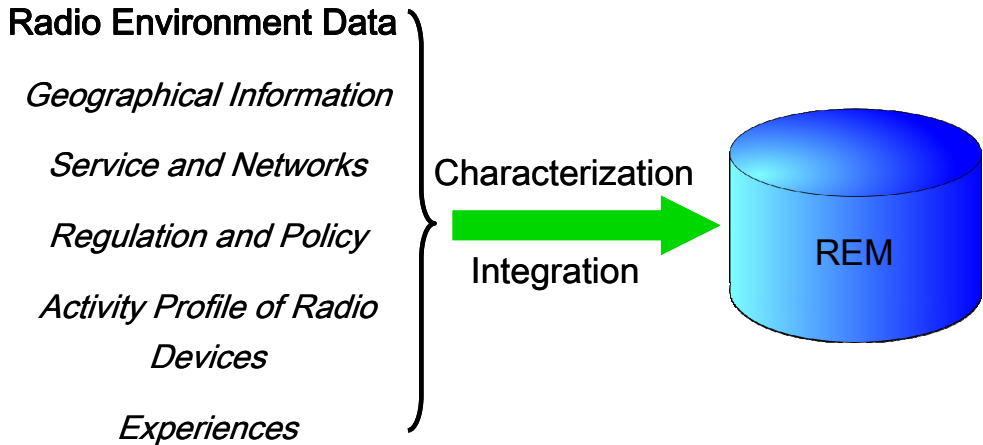 Radio Environment Data
Geographical Information
Service and Networks
Regulation and Policy
Activity Profile of Radio
Devices
Experiences
Characterization
Integration
REM